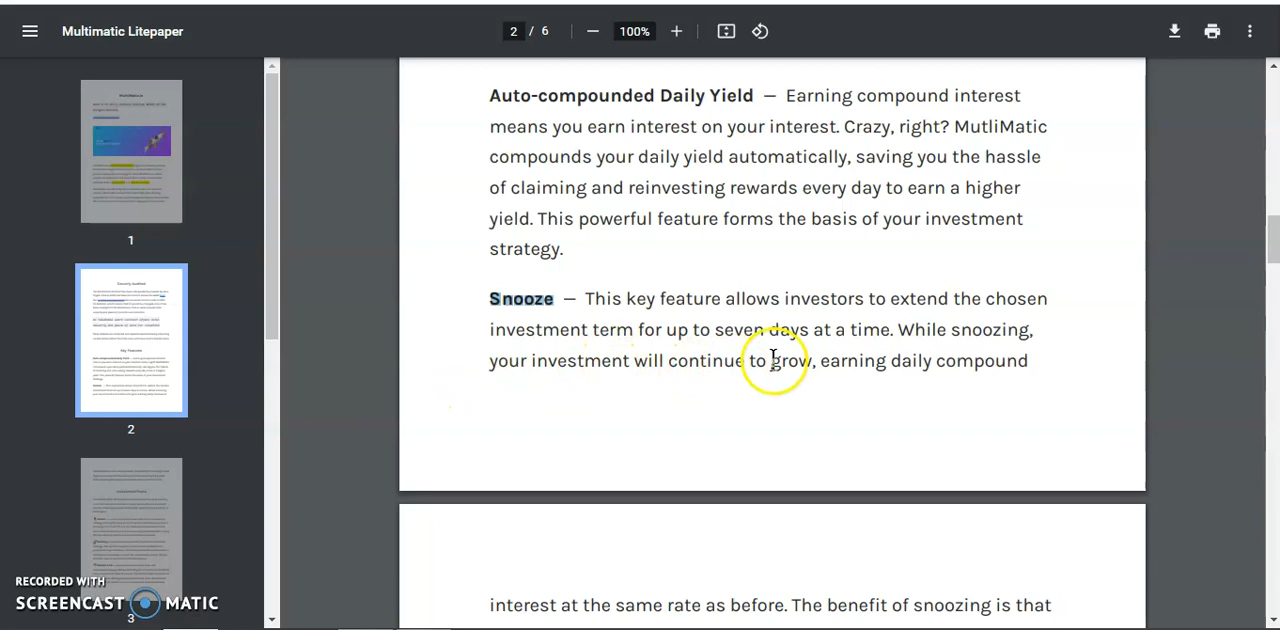 Multimatic Litepaper
2 / 6
100%
Auto-compounded Daily Yield — Earning compound interest
means you earn interest on your interest. Crazy, right? MutliMatic
compounds your daily yield automatically, saving you the hassle
of claiming and reinvesting rewards every day to earn a higher
yield. This powerful feature forms the basis of your investment
strategy.
Snooze — This key feature allows investors to extend the chosen
investment term for up to seven days at a time. While snoozing,
your investment will continue to grow, earning daily compound
interest at the same rate as before. The benefit of snoozing is that
1
2
3
RECORDED WITH
SCREENCAST MATIC